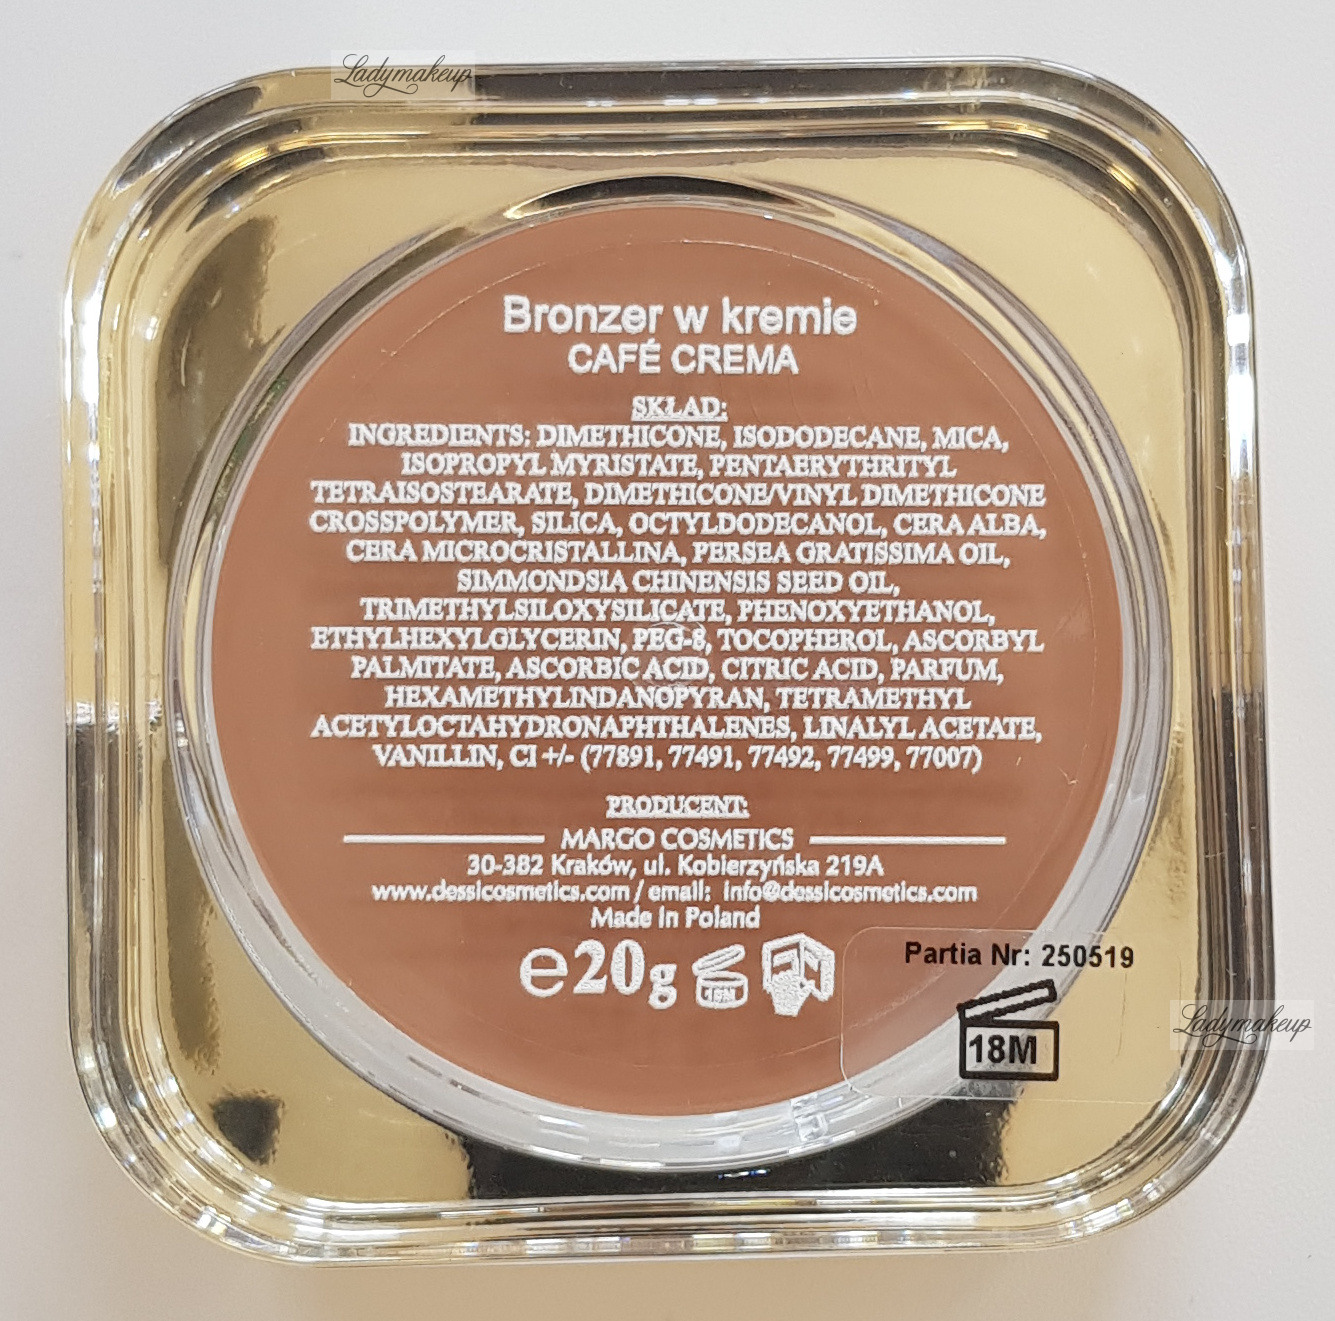 Ladymakeup
Bronzer w kremie
CAFÉ CREMA
SKŁAD:
INGREDIENTS: DIMETHICONE, ISODODECANE, MICA,
ISOPROPYL MYRISTATE, PENTAERYTHRITYL
TETRAISOSTEARATE, DIMETHICONE/VINYL DIMETHICONE
CROSSPOLYMER, SILICA, OCTYLDODECANOL, CERA ALBA,
CERA MICROCRISTALLINA, PERSEA GRATISSIMA OIL,
SIMMONDSIA CHINENSIS SEED OIL,
TRIMETHYLSILOXYSILICATE, PHENOXYETHANOL,
ETHYLHEXYLGLYCERIN, PEG-8, TOCOPHEROL, ASCORBYL
PALMITATE, ASCORBIC ACID, CITRIC ACID, PARFUM,
HEXAMETHYLINDANOPYRAN, TETRAMETHYL
ACETYLOCTAHYDRONAPHTHALENES, LINALYL ACETATE,
VANILLIN, CI +/- (77891, 77491, 77492, 77499, 77007)
PRODUCENT:
MARGO COSMETICS
30-382 Kraków, ul. Kobierzyńska 219A
www.dessicosmetics.com / email: info@dessicosmetics.com
Made in Poland
e20g
Partia Nr: 250519
18M
Ladymakeup